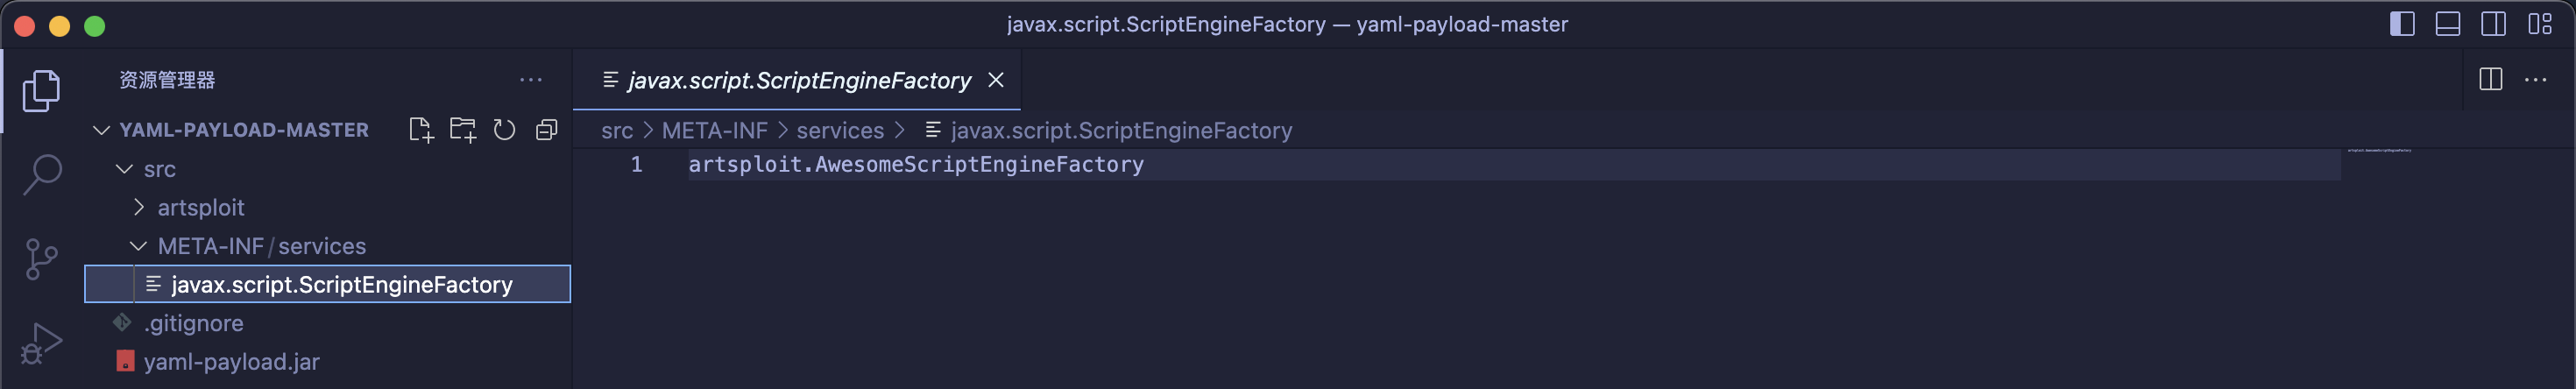 javax.script.ScriptEngineFactory — yaml-payload-master
资源管理器
YAML-PAYLOAD-MASTER
src
artsploit
META-INF/services
javax.script.ScriptEngineFactory
.gitignore
yaml-payload.jar
javax.script.ScriptEngineFactory
src > META-INF > services > javax.script.ScriptEngineFactory
1 artsploit.AwesomeScriptEngineFactory